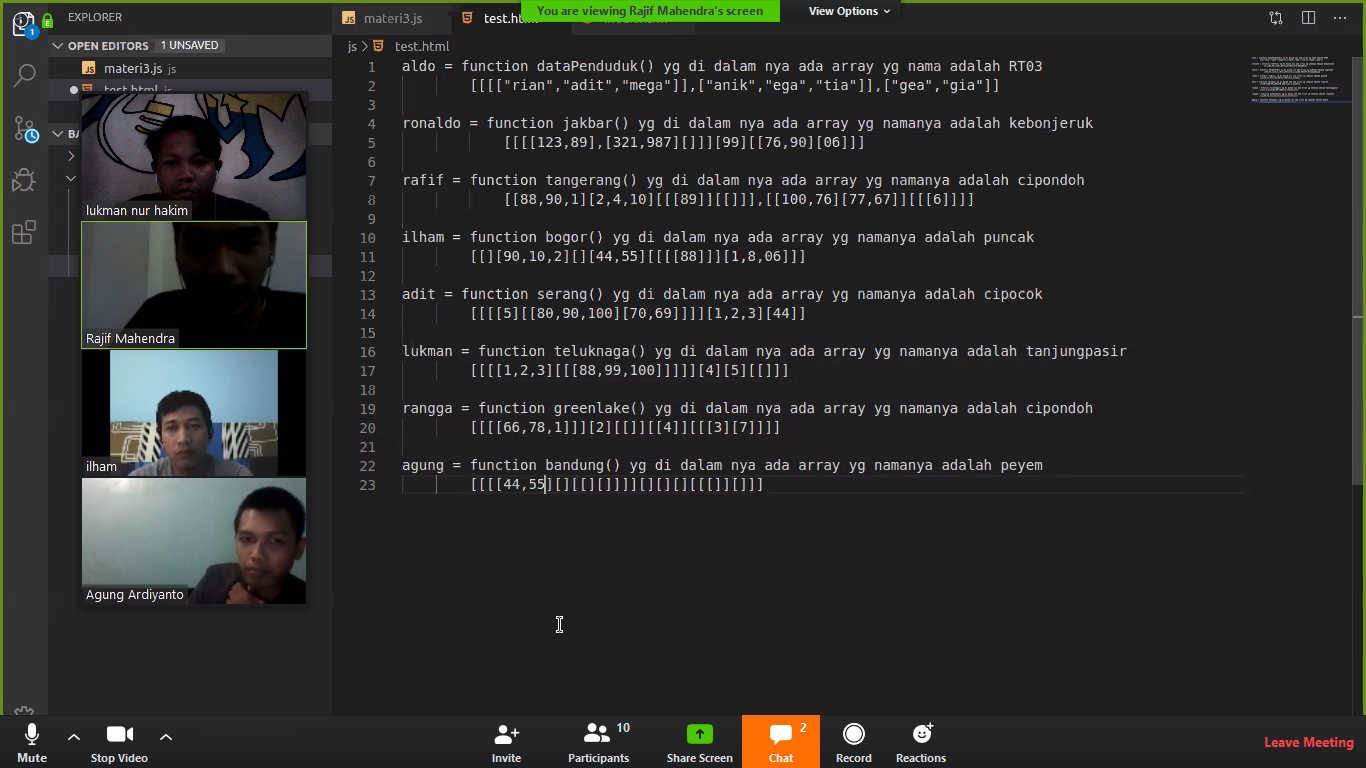 You are viewing Rajif Mahendra's screen
View Options
EXPLORER
materi3.js
OPEN EDITORS 1 UNSAVED
materi3.js js
js > test.html
1 aldo = function dataPenduduk() yg di dalam nya ada array yg nama adalah RT03
2 [[[["rian","adit","mega"]],["anik","ega","tia"]],["gea","gia"]]
3
4 ronaldo = function jakbar() yg di dalam nya ada array yg namanya adalah kebonjeruk
5 [[[[123,89],[321,987][]]][99][[76,90][06]]]
6
7 rafif = function tangerang() yg di dalam nya ada array yg namanya adalah cipondoh
8 [[88,90,1][2,4,10][[[89]][[]]],[[100,76][77,67]][[[6]]]]
9
10 ilham = function bogor() yg di dalam nya ada array yg namanya adalah puncak
11 [[][90,10,2][][44,55][[[[88]]][1,8,06]]]
12
13 adit = function serang() yg di dalam nya ada array yg namanya adalah cipocok
14 [[[[5][[80,90,100][70,69]]]][1,2,3][44]]
15
16 lukman = function teluknaga() yg di dalam nya ada array yg namanya adalah tanjungpasir
17 [[[[1,2,3][[[88,99,100]]]]][4][5][[]]]
18
19 rangga = function greenlake() yg di dalam nya ada array yg namanya adalah cipondoh
20 [[[[66,78,1]]][2][[]][[4]][[[3][7]]]]
21
22 agung = function bandung() yg di dalam nya ada array yg namanya adalah peyem
23 [[[[44,55][][[][]]]][][][][[[]][]]]
lukman nur hakim
Rajif Mahendra
ilham
Agung Ardiyanto
Mute
Stop Video
Invite
10
Participants
Share Screen
2
Chat
Record
Reactions
Leave Meeting